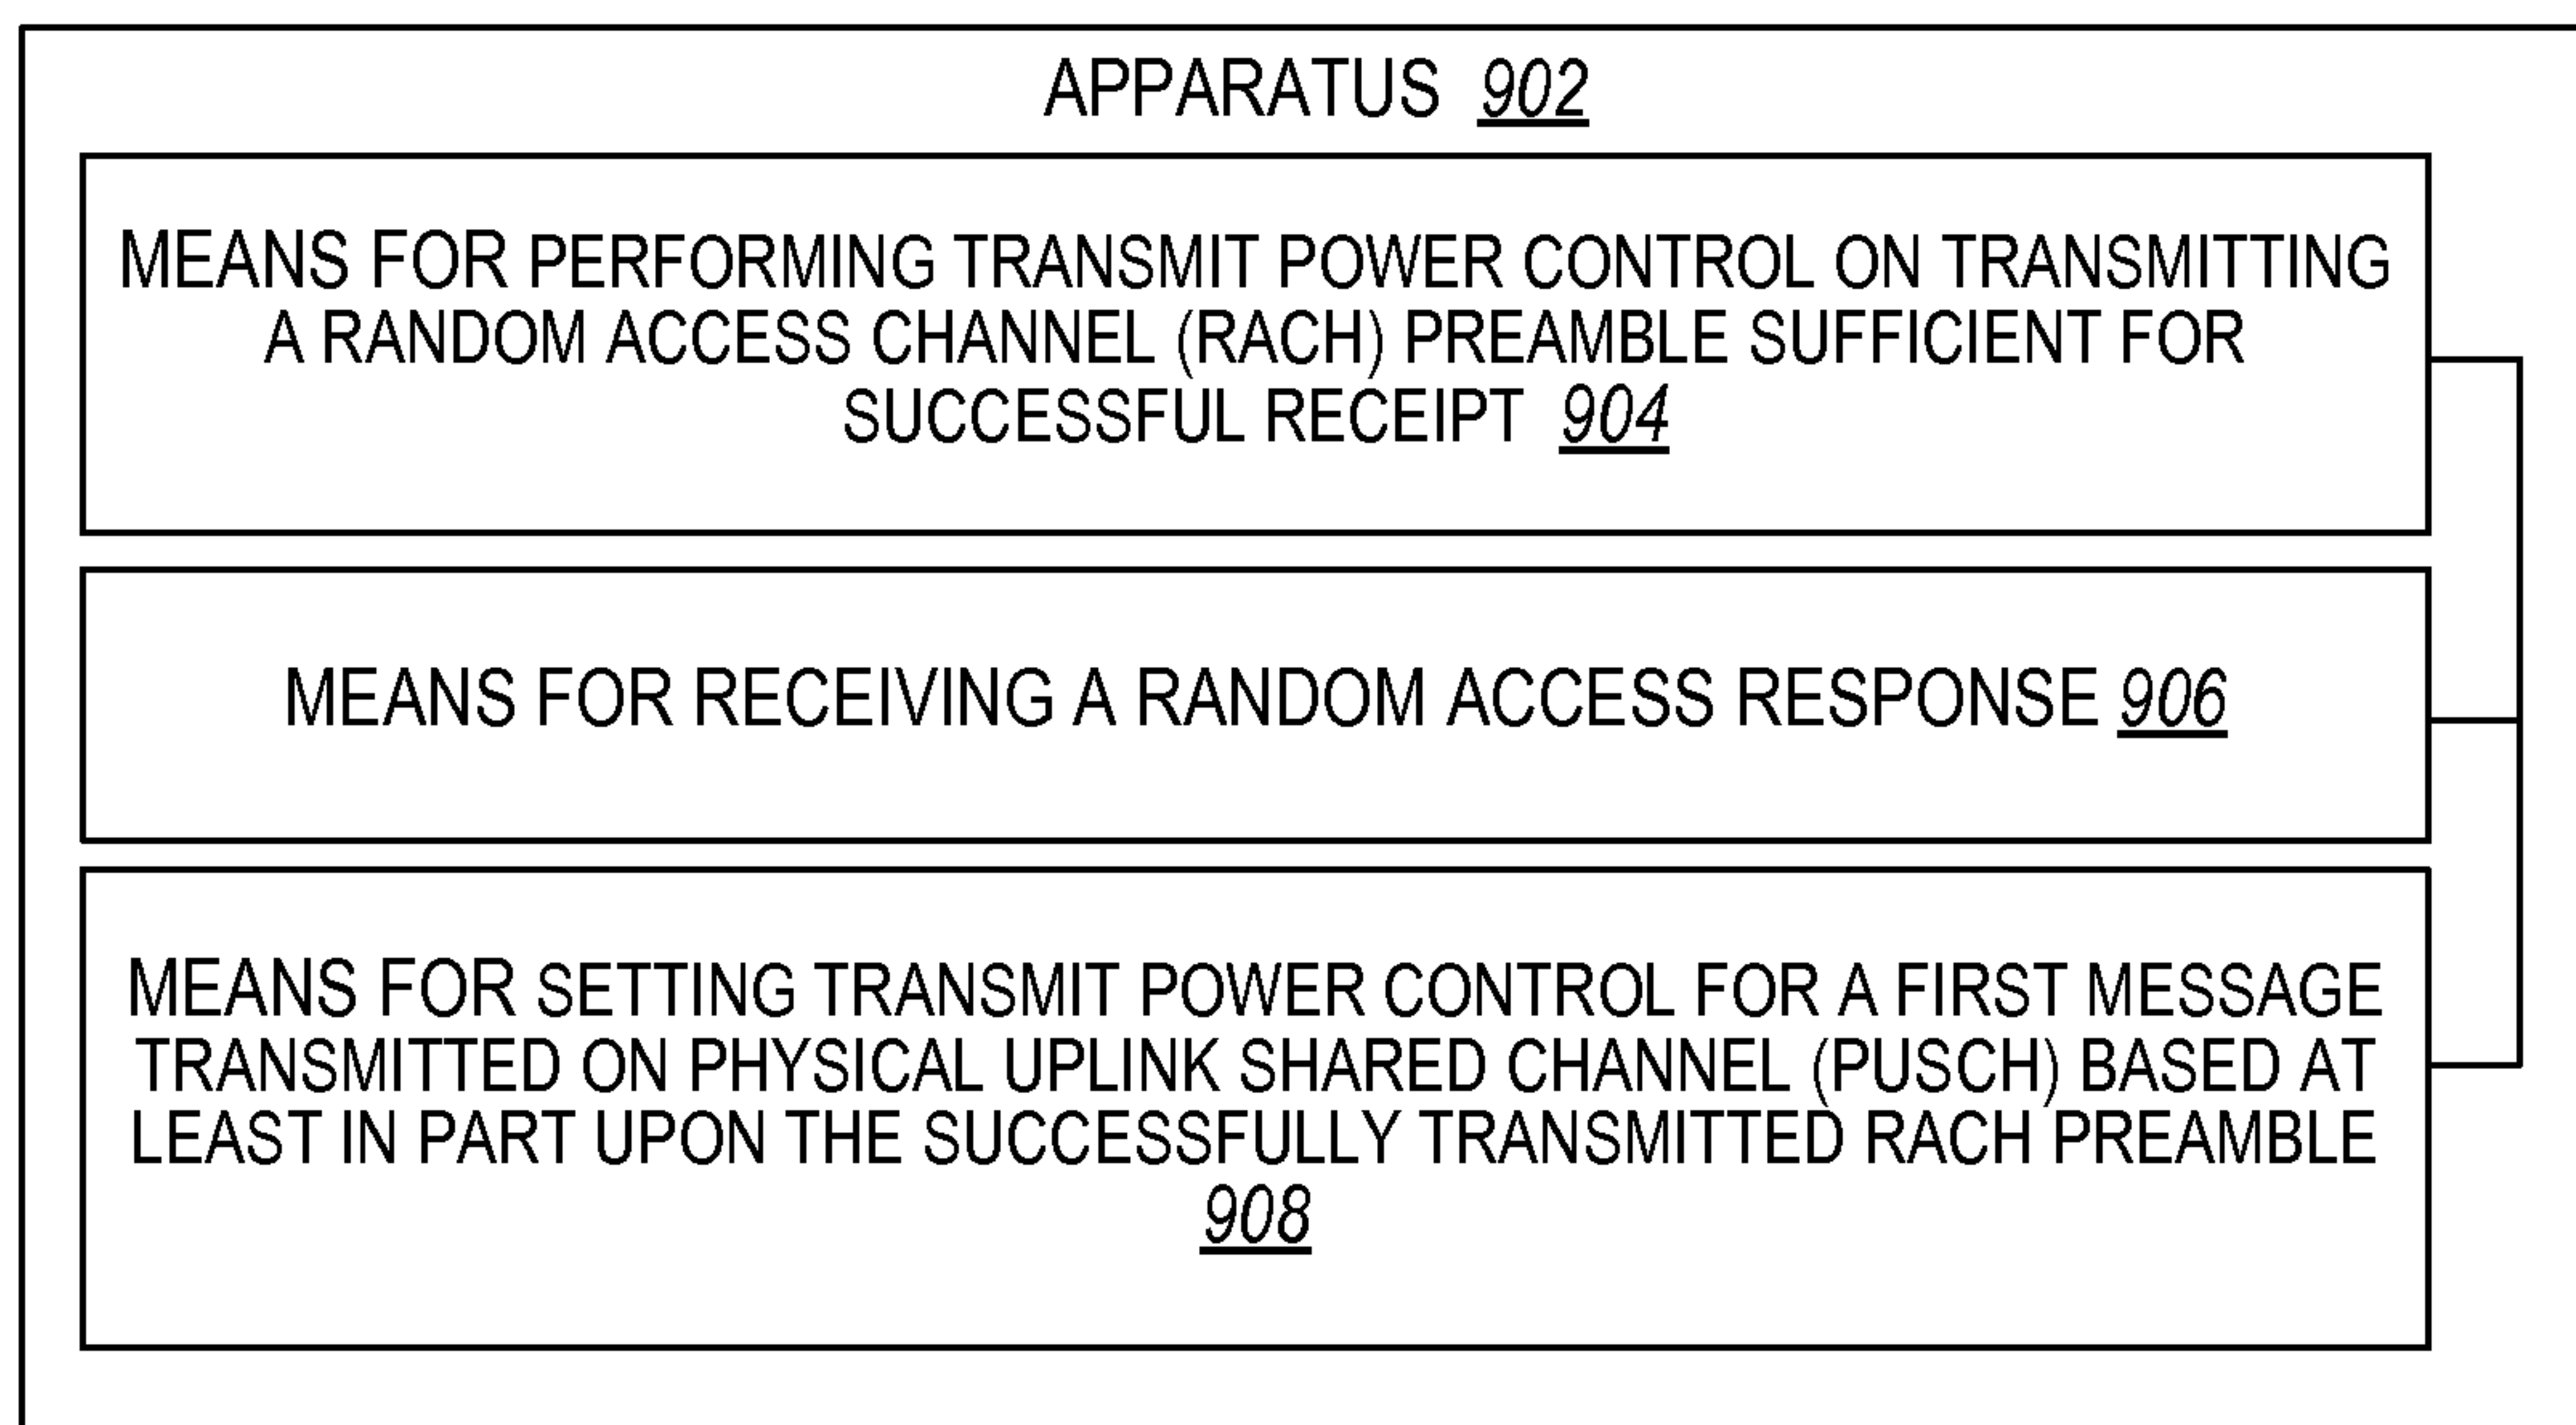 APPARATUS 902
MEANS FOR PERFORMING TRANSMIT POWER CONTROL ON TRANSMITTING
A RANDOM ACCESS CHANNEL (RACH) PREAMBLE SUFFICIENT FOR
SUCCESSFUL RECEIPT 904
MEANS FOR RECEIVING A RANDOM ACCESS RESPONSE 906
MEANS FOR SETTING TRANSMIT POWER CONTROL FOR A FIRST MESSAGE
TRANSMITTED ON PHYSICAL UPLINK SHARED CHANNEL (PUSCH) BASED AT
LEAST IN PART UPON THE SUCCESSFULLY TRANSMITTED RACH PREAMBLE
908